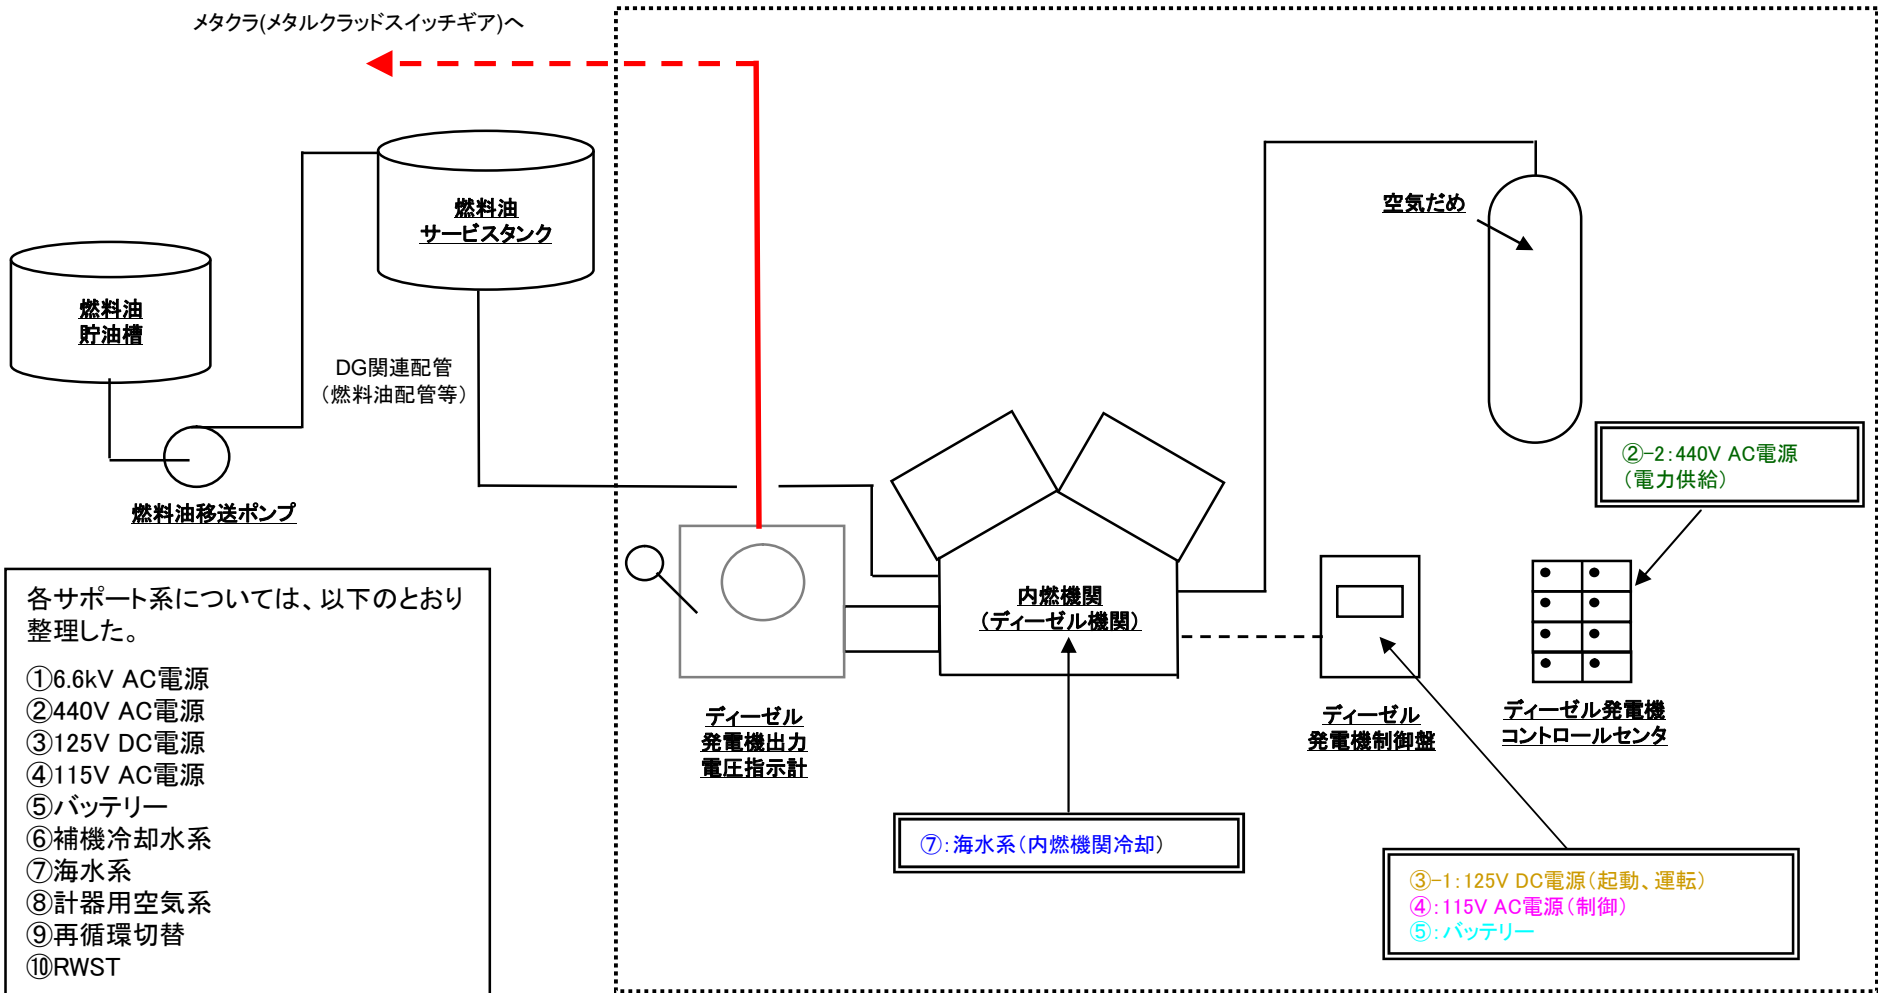 メタクラ(メタルクラッドスイッチギア)へ
燃料油
サービスタンク
空気だめ
燃料油
貯油槽
DG関連配管
(燃料油配管等)
②-2:440V AC電源
(電力供給)
燃料油移送ポンプ
内燃機関
(ディーゼル機関)
ディーゼル
発電機出力
電圧指示計
ディーゼル
発電機制御盤
ディーゼル発電機
コントロールセンタ
⑦:海水系(内燃機関冷却)
③-1:125V DC電源(起動、運転)
④:115V AC電源(制御)
⑤:バッテリー
各サポート系については、以下のとおり
整理した。
①6.6kV AC電源
②440V AC電源
③125V DC電源
④115V AC電源
⑤バッテリー
⑥補機冷却水系
⑦海水系
⑧計器用空気系
⑨再循環切替
⑩RWST